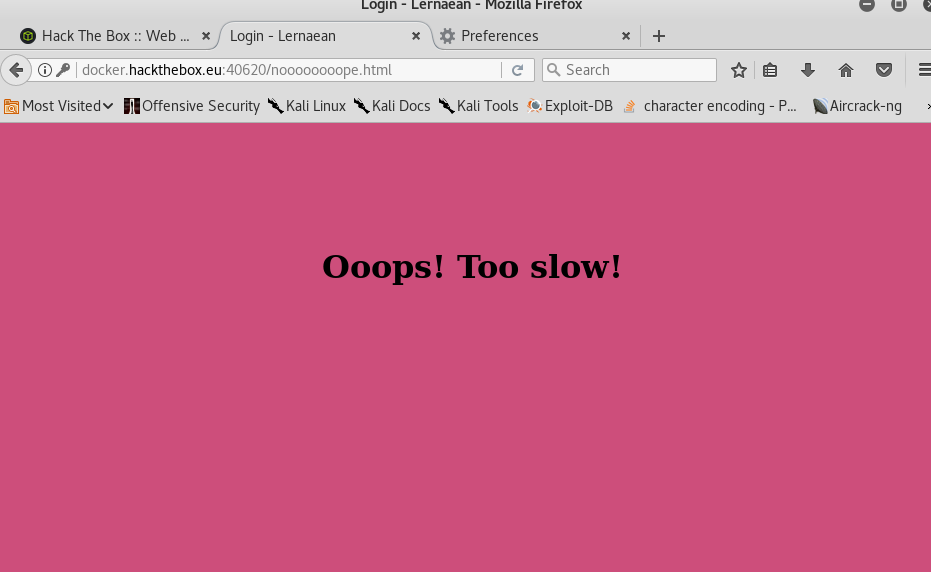 Login - Lernaean - Mozilla Firefox
Hack The Box :: Web ... Login - Lernaean Preferences
docker.hackthebox.eu:40620/noooooooope.html Search
Most Visited Offensive Security Kali Linux Kali Docs Kali Tools Exploit-DB character encoding - P... Aircrack-ng
Ooops! Too slow!